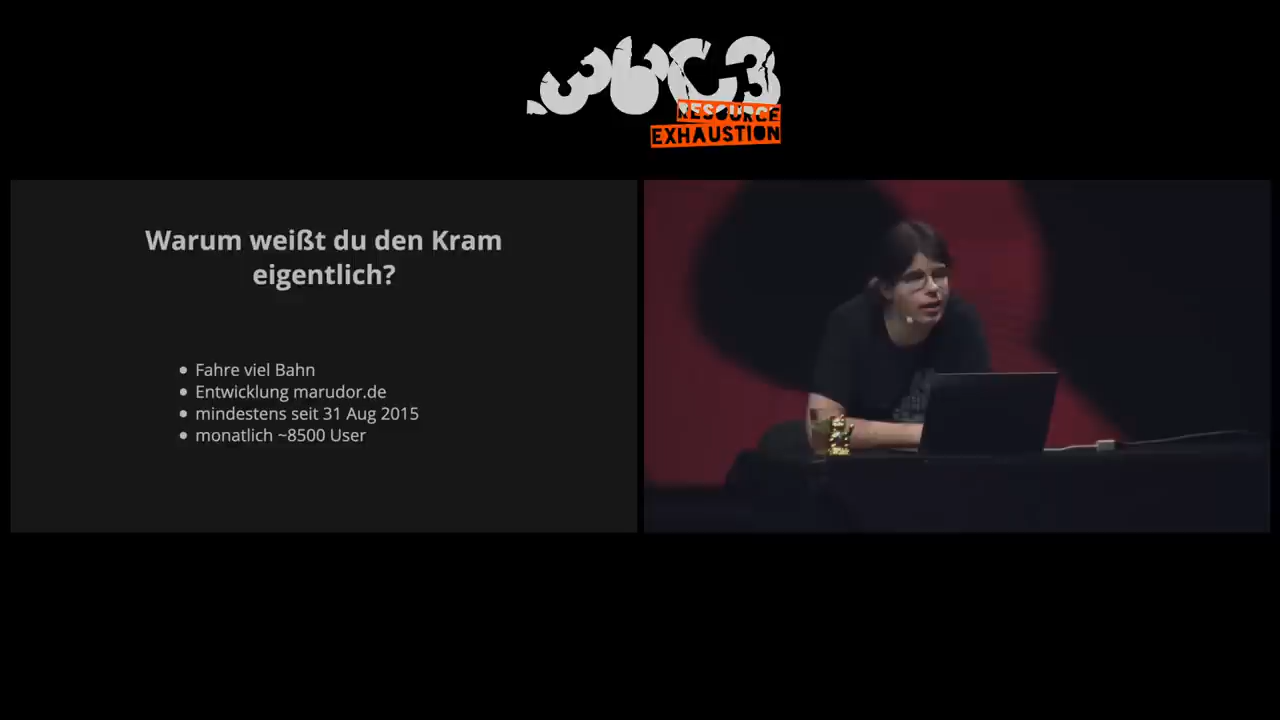 36C3
RESOURCE
EXHAUSTION
Warum weißt du den Kram
eigentlich?
Fahre viel Bahn
Entwicklung marudor.de
mindestens seit 31 Aug 2015
monatlich ~8500 User